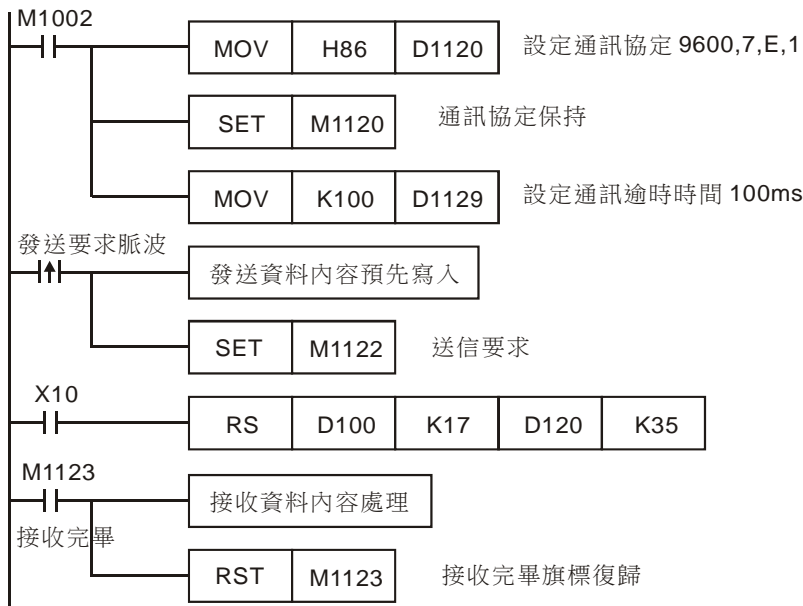 M1002
MOV H86 D1120 設定通訊協定 9600,7,E,1
SET M1120 通訊協定保持
MOV K100 D1129 設定通訊逾時時間 100ms
發送要求脈波
發送資料內容預先寫入
SET M1122 送信要求
X10
RS D100 K17 D120 K35
M1123
接收資料內容處理
接收完畢
RST M1123 接收完畢旗標復歸